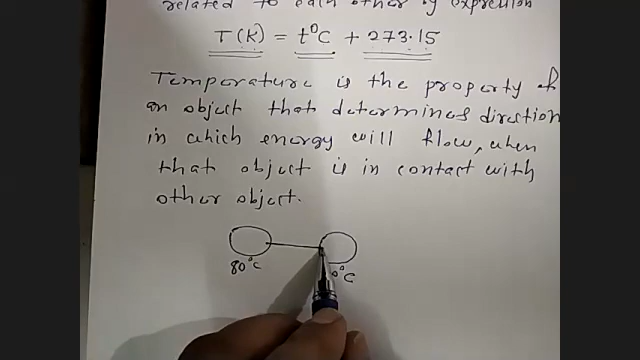 related to each other by expression
T(K) = t°C + 273.15
Temperature is the property of
an object that determines direction
in which energy will flow, when
that object is in contact with
other object.
80°C
0°C